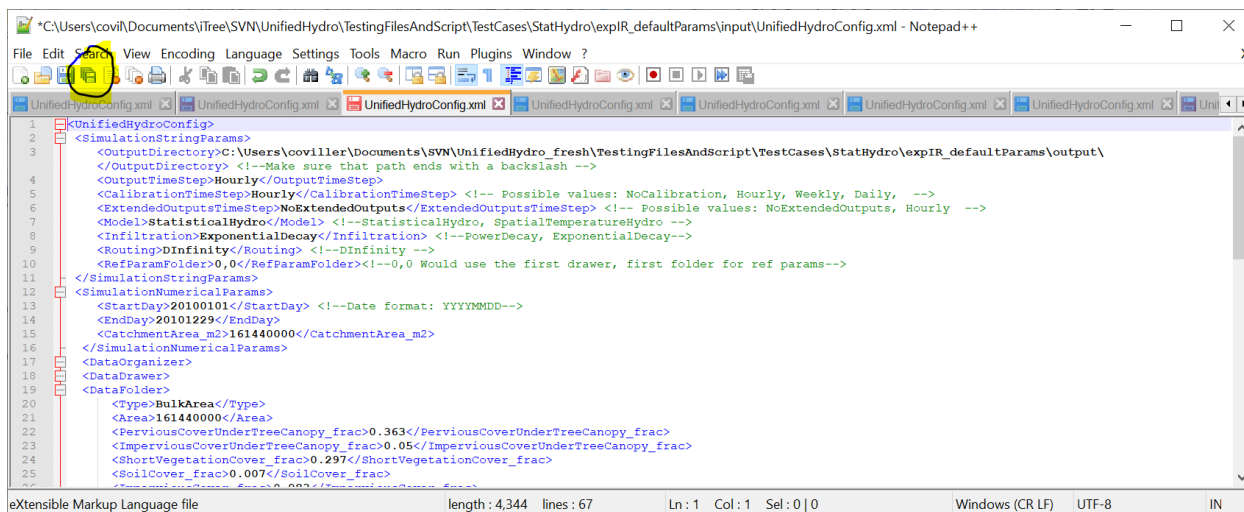 *C:\Users\covil\Documents\iTree\SVN\UnifiedHydro\TestingFilesAndScript\TestCases\StatHydro\expIR_defaultParams\input\UnifiedHydroConfig.xml - Notepad++
File Edit Search View Encoding Language Settings Tools Macro Run Plugins Window ?
UnifiedHydroConfig.xml UnifiedHydroConfig.xml UnifiedHydroConfig.xml UnifiedHydroConfig.xml UnifiedHydroConfig.xml UnifiedHydroConfig.xml UnifiedHydroConfig.xml Unif
1 <UnifiedHydroConfig>
2 <SimulationStringParams>
3 <OutputDirectory>C:\Users\coviller\Documents\SVN\UnifiedHydro_fresh\TestingFilesAndScript\TestCases\StatHydro\expIR_defaultParams\output\
</OutputDirectory> <!--Make sure that path ends with a backslash -->
4 <OutputTimeStep>Hourly</OutputTimeStep>
5 <CalibrationTimeStep>Hourly</CalibrationTimeStep> <!-- Possible values: NoCalibration, Hourly, Weekly, Daily,  -->
6 <ExtendedOutputsTimeStep>NoExtendedOutputs</ExtendedOutputsTimeStep> <!-- Possible values: NoExtendedOutputs, Hourly  -->
7 <Model>StatisticalHydro</Model> <!--StatisticalHydro, SpatialTemperatureHydro -->
8 <Infiltration>ExponentialDecay</Infiltration> <!--PowerDecay, ExponentialDecay-->
9 <Routing>DInfinity</Routing> <!--DInfinity -->
10 <RefParamFolder>0,0</RefParamFolder><!--0,0 Would use the first drawer, first folder for ref params-->
11 </SimulationStringParams>
12 <SimulationNumericalParams>
13 <StartDay>20100101</StartDay> <!--Date format: YYYYMMDD-->
14 <EndDay>20101229</EndDay>
15 <CatchmentArea_m2>161440000</CatchmentArea_m2>
16 </SimulationNumericalParams>
17 <DataOrganizer>
18 <DataDrawer>
19 <DataFolder>
20 <Type>BulkArea</Type>
21 <Area>161440000</Area>
22 <PerviousCoverUnderTreeCanopy_frac>0.363</PerviousCoverUnderTreeCanopy_frac>
23 <ImperviousCoverUnderTreeCanopy_frac>0.05</ImperviousCoverUnderTreeCanopy_frac>
24 <ShortVegetationCover_frac>0.297</ShortVegetationCover_frac>
25 <SoilCover_frac>0.007</SoilCover_frac>
eXtensible Markup Language file length : 4,344 lines : 67 Ln : 1 Col : 1 Sel : 0 | 0 Windows (CR LF) UTF-8 IN